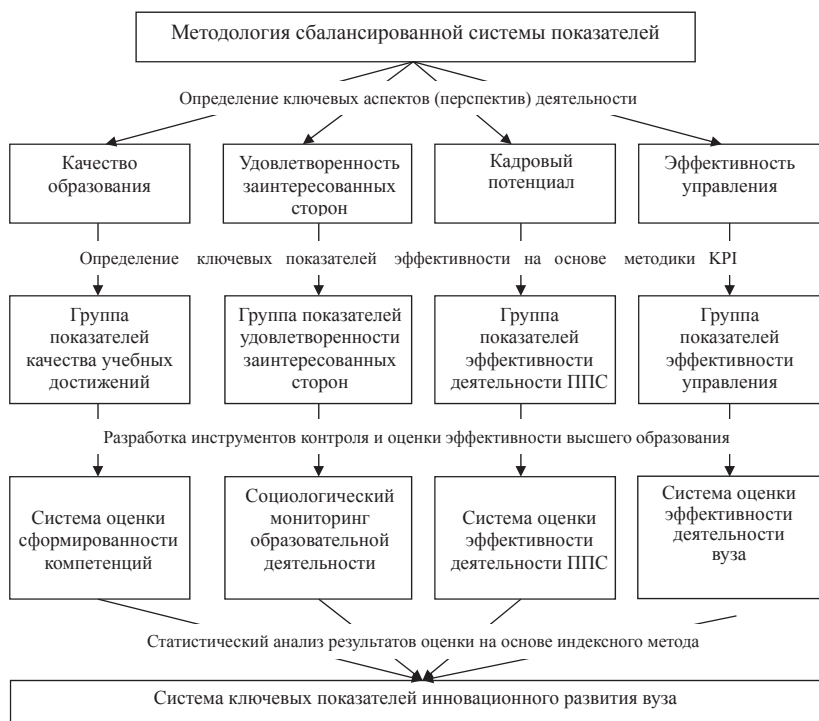 Методология сбалансированной системы показателей
Определение ключевых аспектов (перспектив) деятельности
Качество
образования
Удовлетворенность
заинтересованных
сторон
Кадровый
потенциал
Эффективность
управления
Определение ключевых показателей эффективности на основе методики KPI
Группа
показателей
качества учебных
достижений
Группа показателей
удовлетворенности
заинтересованных
сторон
Группа
показателей
эффективности
деятельности ППС
Группа
показателей
эффективности
управления
Разработка инструментов контроля и оценки эффективности высшего образования
Система оценки
сформированности
компетенций
Социологический
мониторинг
образовательной
деятельности
Система оценки
эффективности
деятельности ППС
Система оценки
эффективности
деятельности
вуза
Статистический анализ результатов оценки на основе индексного метода
Система ключевых показателей инновационного развития вуза